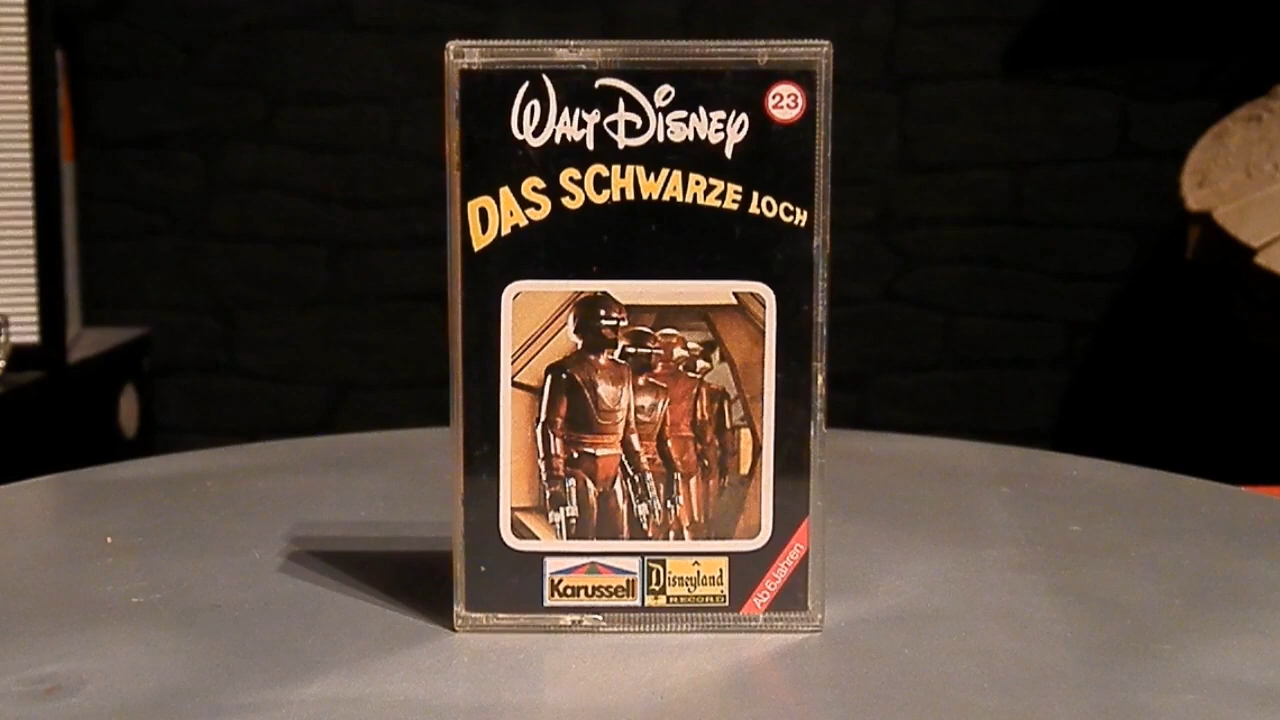 WALT DISNEY
23
DAS SCHWARZE LOCH
Karussell
Disneyland
RECORD
Ab 6 Jahren